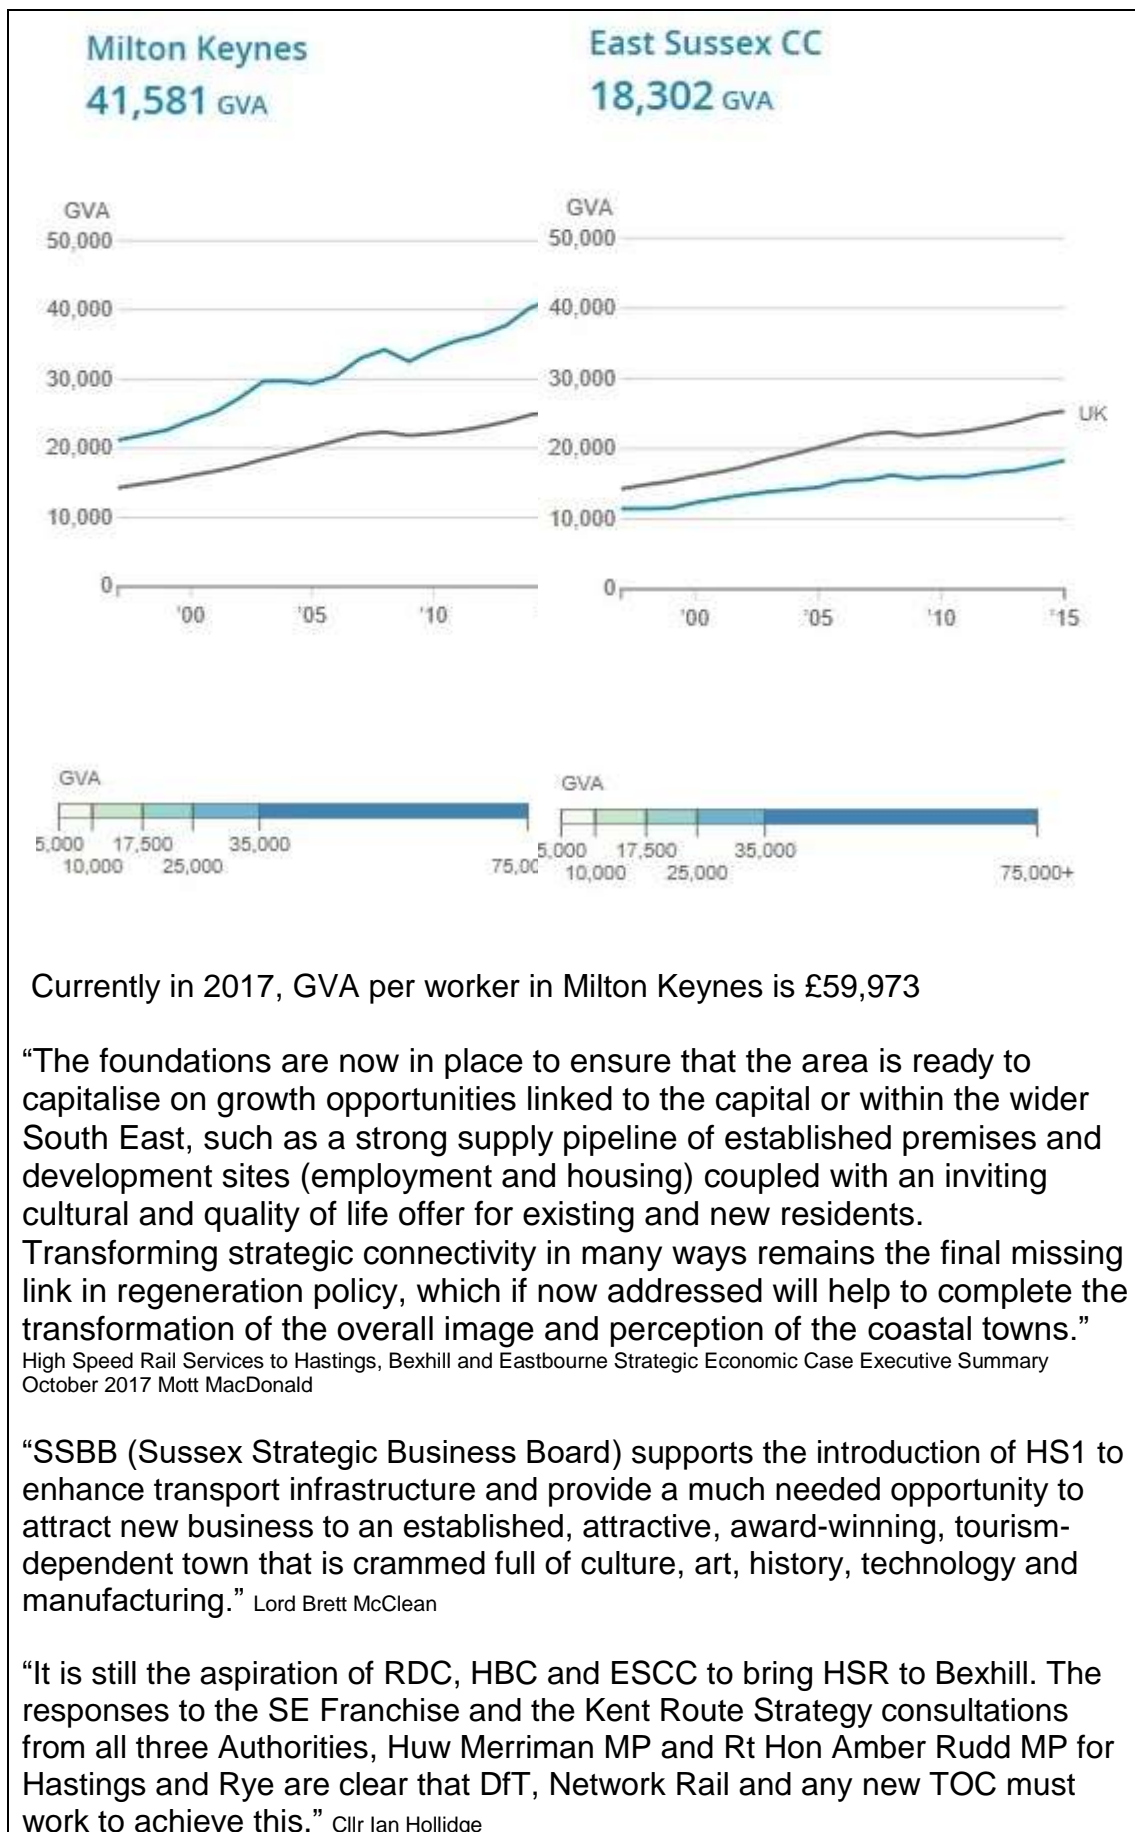 Milton Keynes
41,581 GVA
East Sussex CC
18,302 GVA
GVA
50,000
40,000
30,000
20,000
10,000
0
'00 '05 '10
GVA
50,000
40,000
30,000
20,000
10,000
0
UK
'00 '05 '10 '15
GVA
5,000 17,500 35,000
10,000 25,000 75,00
GVA
5,000 17,500 35,000
10,000 25,000 75,000+
Currently in 2017, GVA per worker in Milton Keynes is £59,973
“The foundations are now in place to ensure that the area is ready to
capitalise on growth opportunities linked to the capital or within the wider
South East, such as a strong supply pipeline of established premises and
development sites (employment and housing) coupled with an inviting
cultural and quality of life offer for existing and new residents.
Transforming strategic connectivity in many ways remains the final missing
link in regeneration policy, which if now addressed will help to complete the
transformation of the overall image and perception of the coastal towns.”
High Speed Rail Services to Hastings, Bexhill and Eastbourne Strategic Economic Case Executive Summary
October 2017 Mott MacDonald
“SSBB (Sussex Strategic Business Board) supports the introduction of HS1 to
enhance transport infrastructure and provide a much needed opportunity to
attract new business to an established, attractive, award-winning, tourism-
dependent town that is crammed full of culture, art, history, technology and
manufacturing.” Lord Brett McClean
“It is still the aspiration of RDC, HBC and ESCC to bring HSR to Bexhill. The
responses to the SE Franchise and the Kent Route Strategy consultations
from all three Authorities, Huw Merriman MP and Rt Hon Amber Rudd MP for
Hastings and Rye are clear that DfT, Network Rail and any new TOC must
work to achieve this.” Cllr Ian Hollidge